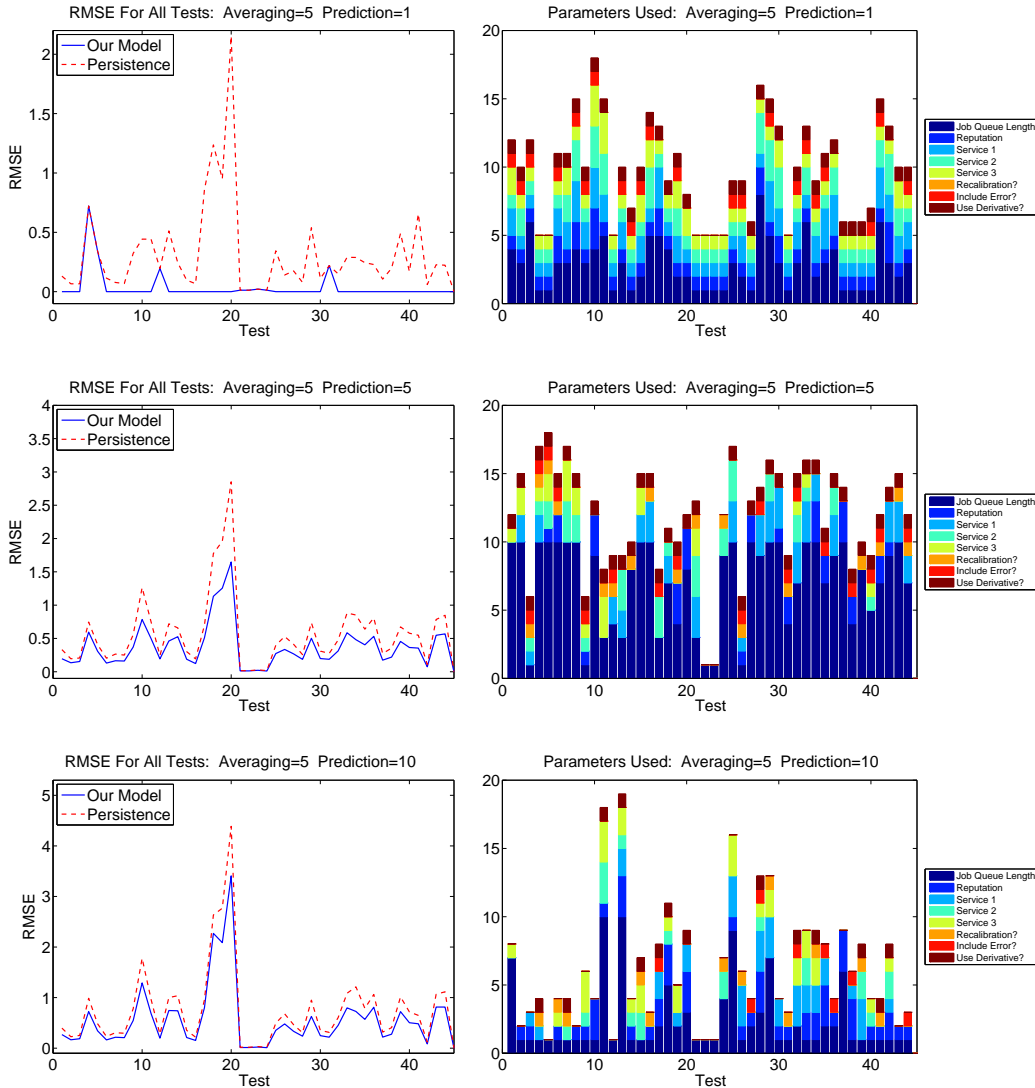 RMSE For All Tests: Averaging=5 Prediction=1
Our Model
Persistence
RMSE
2
1.5
1
0.5
0
0 10 20 30 40
Test
Parameters Used: Averaging=5 Prediction=1
20
15
10
5
0
0 10 20 30 40
Test
Job Queue Length
Reputation
Service 1
Service 2
Service 3
Recalibration?
Include Error?
Use Derivative?
RMSE For All Tests: Averaging=5 Prediction=5
Our Model
Persistence
RMSE
4
3.5
3
2.5
2
1.5
1
0.5
0
0 10 20 30 40
Test
Parameters Used: Averaging=5 Prediction=5
20
15
10
5
0
0 10 20 30 40
Test
Job Queue Length
Reputation
Service 1
Service 2
Service 3
Recalibration?
Include Error?
Use Derivative?
RMSE For All Tests: Averaging=5 Prediction=10
Our Model
Persistence
RMSE
5
4
3
2
1
0
0 10 20 30 40
Test
Parameters Used: Averaging=5 Prediction=10
20
15
10
5
0
0 10 20 30 40
Test
Job Queue Length
Reputation
Service 1
Service 2
Service 3
Recalibration?
Include Error?
Use Derivative?